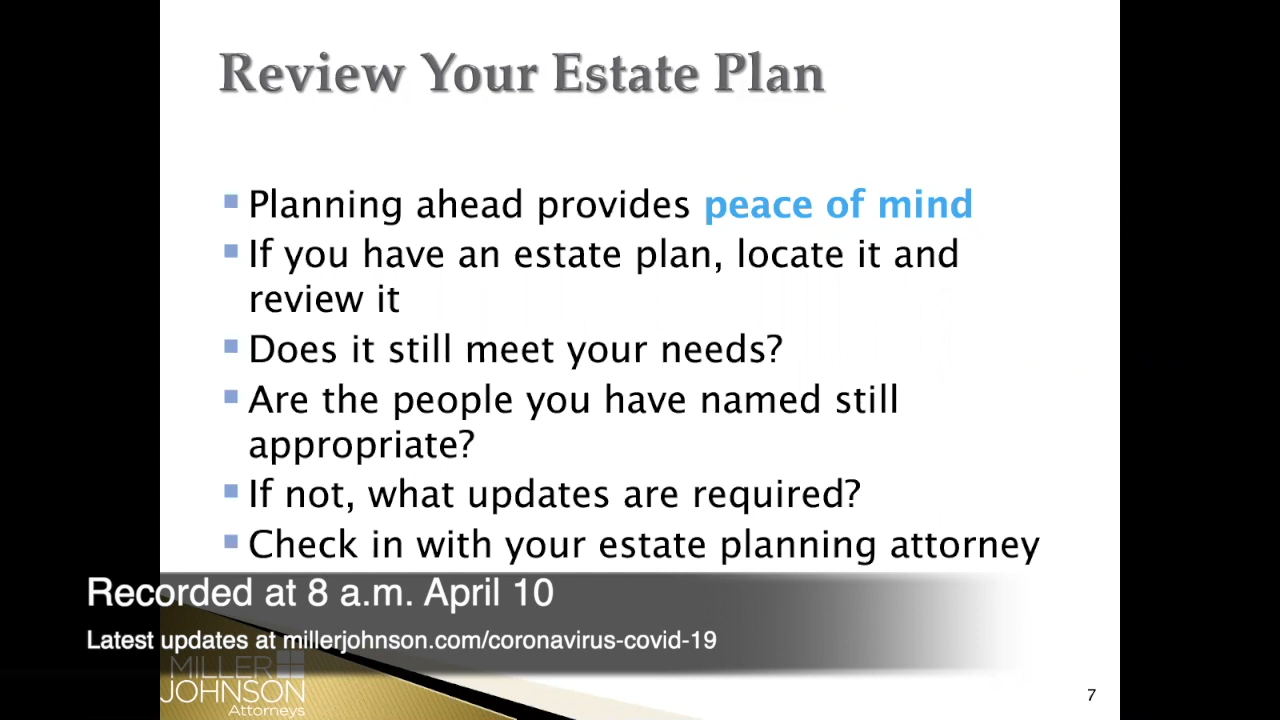 Review Your Estate Plan
Planning ahead provides peace of mind
If you have an estate plan, locate it and
review it
Does it still meet your needs?
Are the people you have named still
appropriate?
If not, what updates are required?
Check in with your estate planning attorney
Recorded at 8 a.m. April 10
Latest updates at millerjohnson.com/coronavirus-covid-19
MILLER
JOHNSON
Attorneys
7